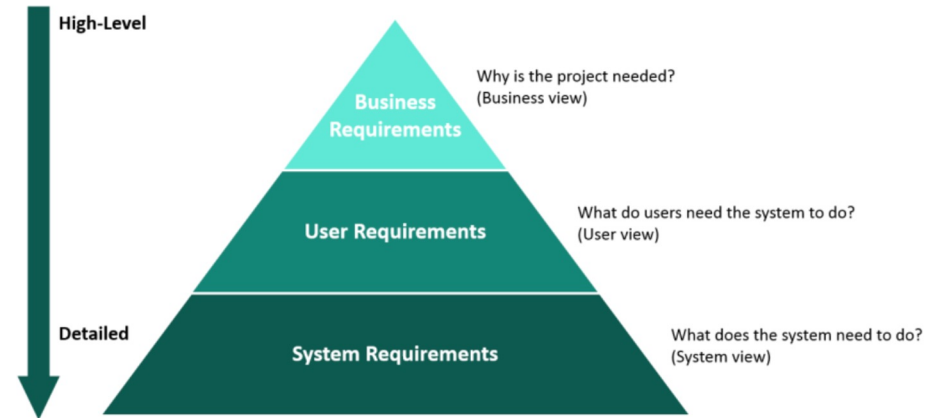 High-Level
Why is the project needed?
(Business view)
Business
Requirements
What do users need the system to do?
(User view)
User Requirements
Detailed
What does the system need to do?
(System view)
System Requirements